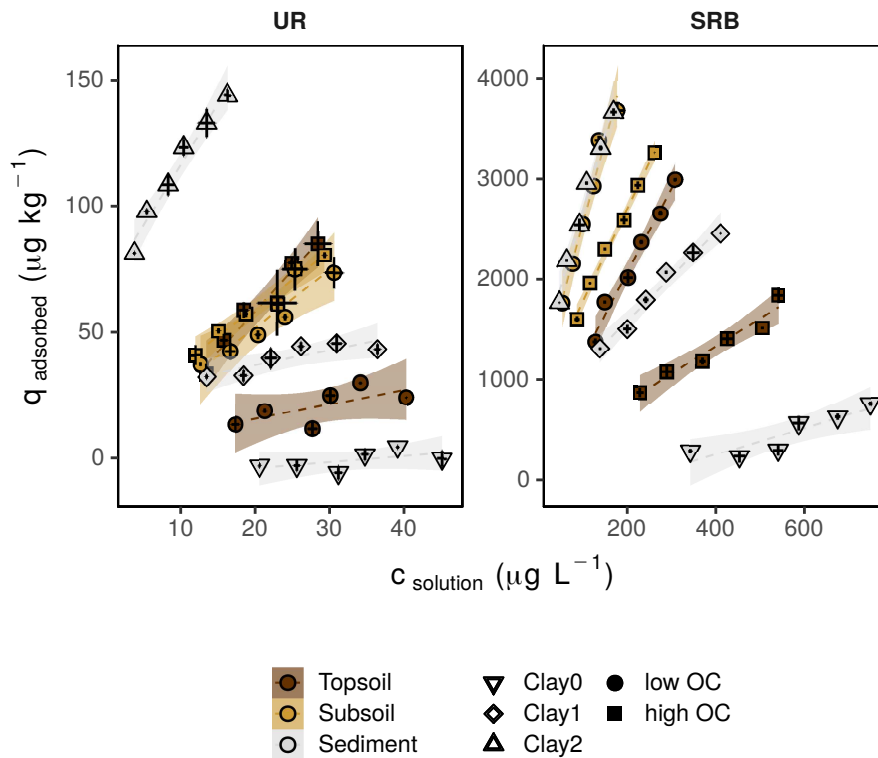 UR SRB
150
100
50
0
4000
3000
2000
1000
0
10 20 30 40
200 400 600
q adsorbed (μg kg⁻¹)
c solution (μg L⁻¹)
Topsoil Clay0 low OC
Subsoil Clay1 high OC
Sediment Clay2